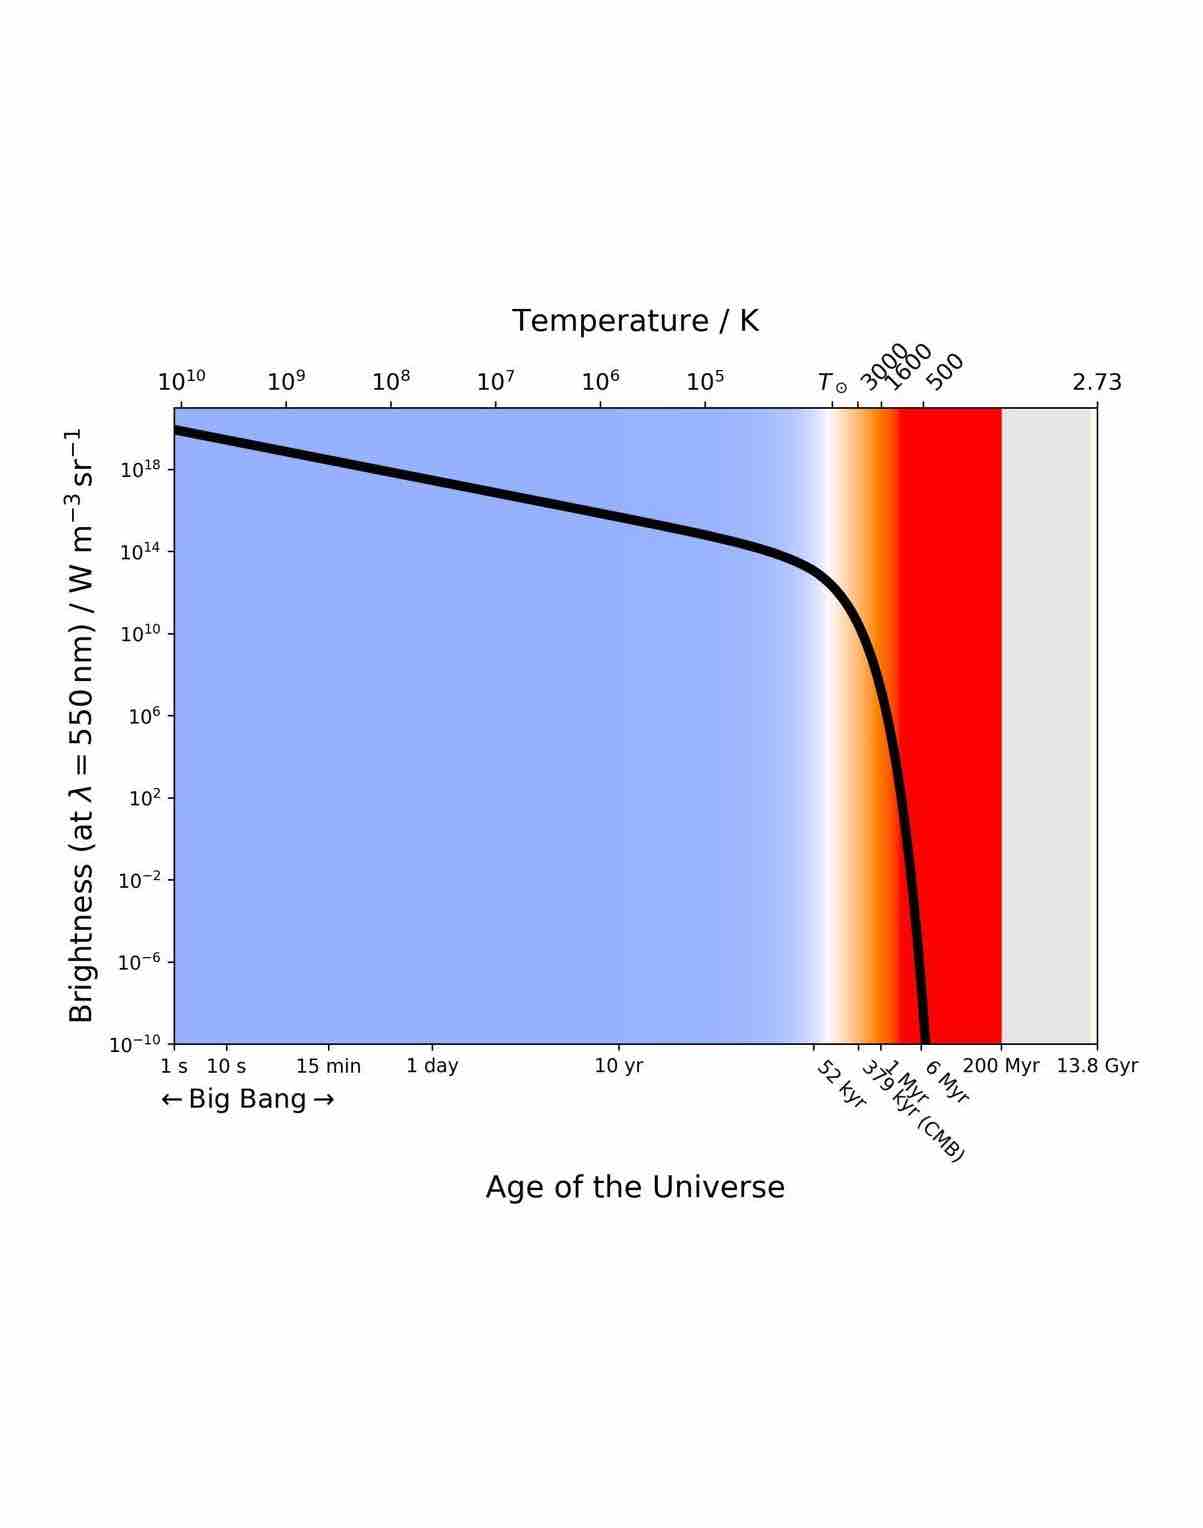 Temperature / K
10¹⁰ 10⁹ 10⁸ 10⁷ 10⁶ 10⁵ T☉ 3000 1600 500 2.73
Brightness (at λ = 550 nm) / W m⁻³ sr⁻¹
10¹⁸
10¹⁴
10¹⁰
10⁶
10²
10⁻²
10⁻⁶
10⁻¹⁰
1 s 10 s 15 min 1 day 10 yr 52 kyr 379 kyr (CMB) 1 Myr 6 Myr 200 Myr 13.8 Gyr
←Big Bang→
Age of the Universe